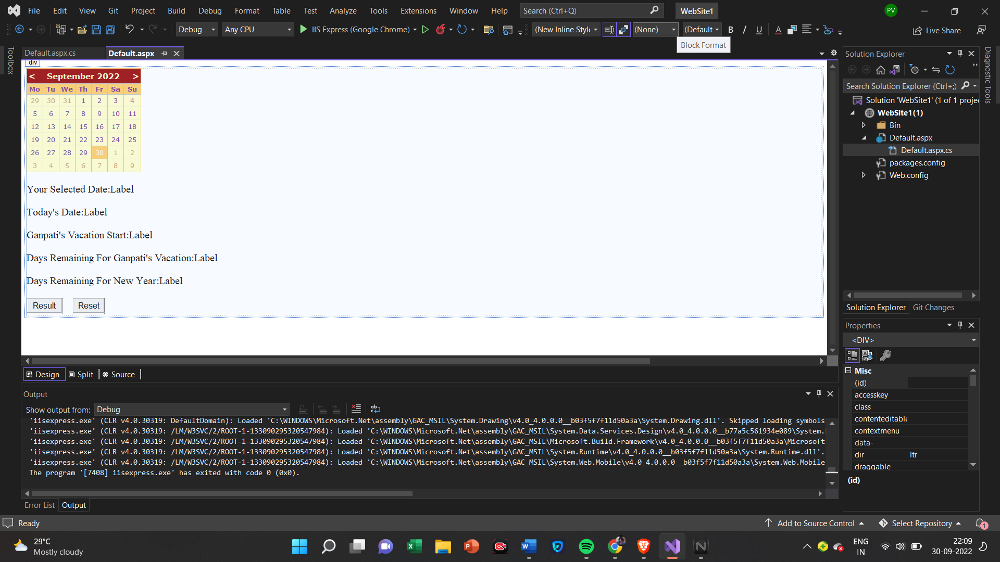 File Edit View Git Project Build Debug Format Table Test Analyze Tools Extensions Window Help Search (Ctrl+Q) WebSite1 PV
Debug Any CPU IIS Express (Google Chrome) (New Inline Style (None) (Default B I U A Live Share
Block Format
Toolbox
Default.aspx.cs Default.aspx
div
< September 2022 >
Mo Tu We Th Fr Sa Su
29 30 31 1 2 3 4
5 6 7 8 9 10 11
12 13 14 15 16 17 18
19 20 21 22 23 24 25
26 27 28 29 30 1 2
3 4 5 6 7 8 9
Your Selected Date:Label
Today's Date:Label
Ganpati's Vacation Start:Label
Days Remaining For Ganpati's Vacation:Label
Days Remaining For New Year:Label
Result Reset
Design Split Source
Output
Show output from: Debug
'iisexpress.exe' (CLR v4.0.30319: DefaultDomain): Loaded 'C:\WINDOWS\Microsoft.Net\assembly\GAC_MSIL\System.Drawing\v4.0_4.0.0.0__b03f5f7f11d50a3a\System.Drawing.dll'. Skipped loading symbols
'iisexpress.exe' (CLR v4.0.30319: /LM/W3SVC/2/ROOT-1-133090295320547984): Loaded 'C:\WINDOWS\Microsoft.Net\assembly\GAC_MSIL\System.Data.Services.Design\v4.0_4.0.0.0__b77a5c561934e089\System.
'iisexpress.exe' (CLR v4.0.30319: /LM/W3SVC/2/ROOT-1-133090295320547984): Loaded 'C:\WINDOWS\Microsoft.Net\assembly\GAC_MSIL\Microsoft.Build.Framework\v4.0_4.0.0.0__b03f5f7f11d50a3a\Microsoft
'iisexpress.exe' (CLR v4.0.30319: /LM/W3SVC/2/ROOT-1-133090295320547984): Loaded 'C:\WINDOWS\Microsoft.Net\assembly\GAC_MSIL\System.Runtime\v4.0_4.0.0.0__b03f5f7f11d50a3a\System.Runtime.dll'.
'iisexpress.exe' (CLR v4.0.30319: /LM/W3SVC/2/ROOT-1-133090295320547984): Loaded 'C:\WINDOWS\Microsoft.Net\assembly\GAC_MSIL\System.Web.Mobile\v4.0_4.0.0.0__b03f5f7f11d50a3a\System.Web.Mobile
The program '[7408] iisexpress.exe' has exited with code 0 (0x0).
Error List Output
Solution Explorer
Search Solution Explorer (Ctrl+;)
Solution 'WebSite1' (1 of 1 projec
WebSite1(1)
Bin
Default.aspx
Default.aspx.cs
packages.config
Web.config
Solution Explorer Git Changes
Properties
<DIV>
Misc
(id)
accesskey
class
contenteditable
contextmenu
data-
dir ltr
draggable
(id)
Diagnostic Tools
Ready Add to Source Control Select Repository 1
29°C
Mostly cloudy
ENG
IN
22:09
30-09-2022